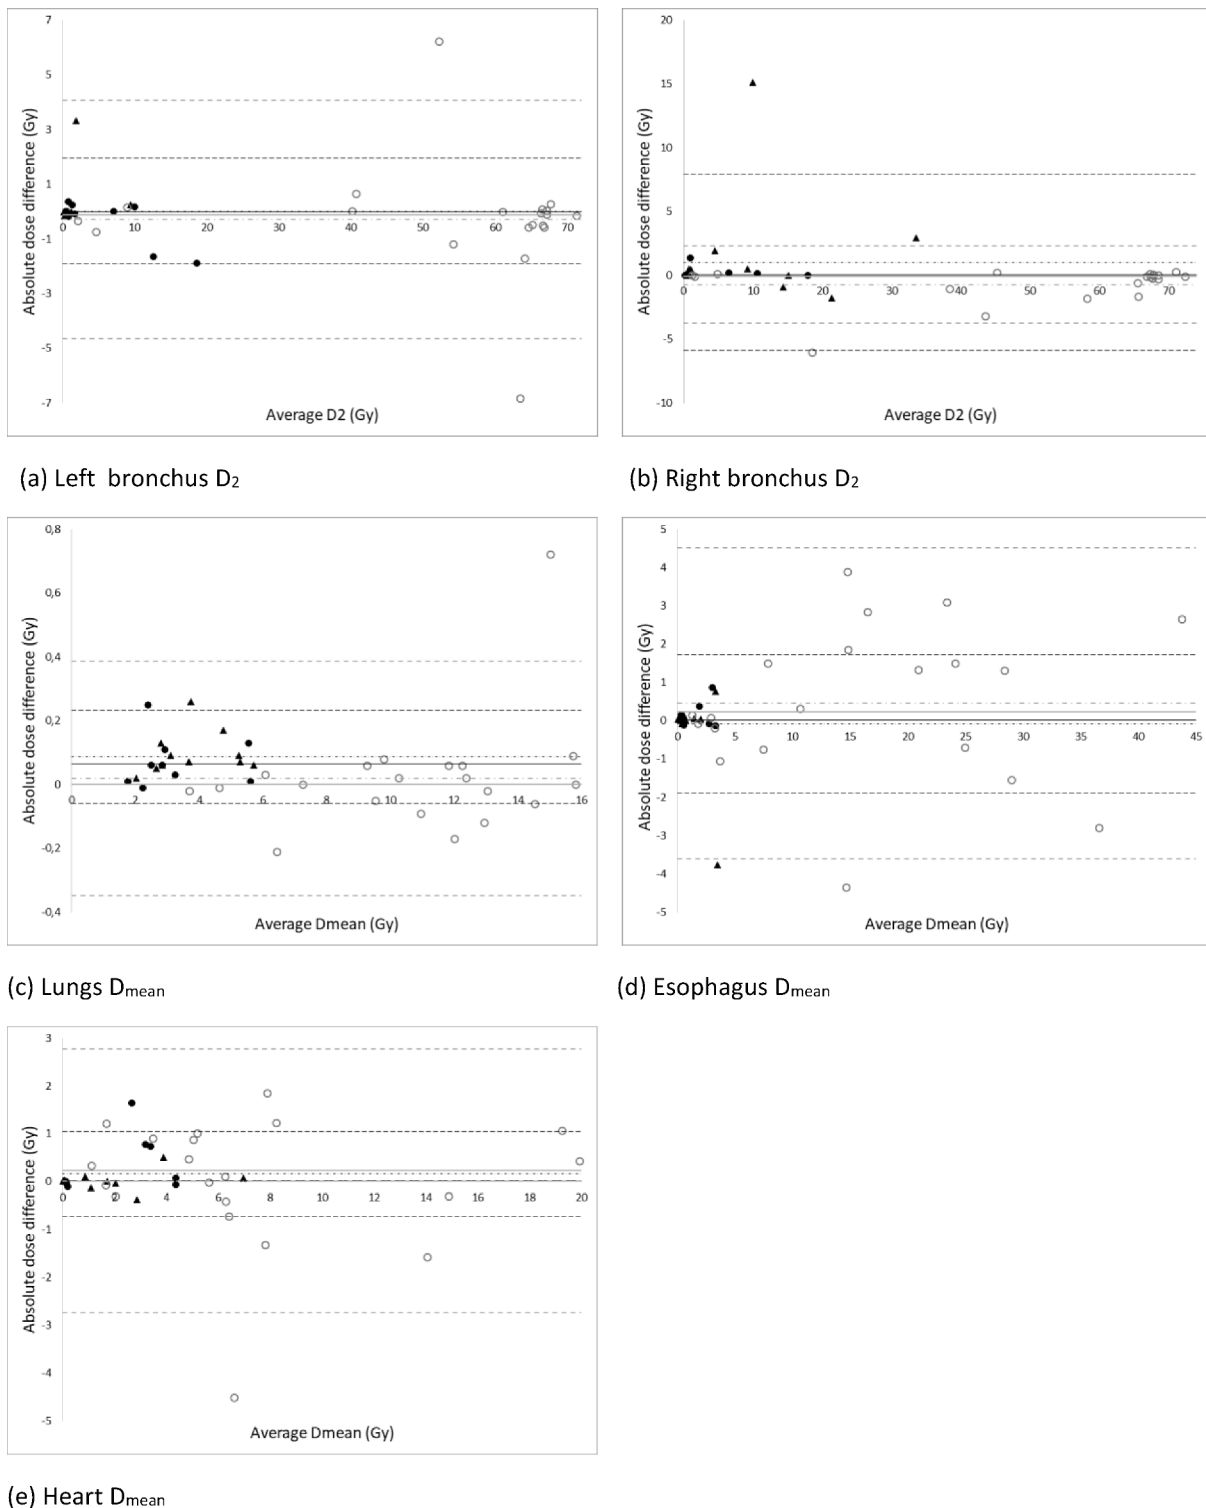 7
5
3
1
-1
-3
-5
-7
0 10 20 30 40 50 60 70
Absolute dose difference (Gy)
Average D2 (Gy)
(a) Left bronchus D2
20
15
10
5
0
-5
-10
0 10 20 30 40 50 60 70
Absolute dose difference (Gy)
Average D2 (Gy)
(b) Right bronchus D2
0,8
0,6
0,4
0,2
0
-0,2
-0,4
0 2 4 6 8 10 12 14 16
Absolute dose difference (Gy)
Average Dmean (Gy)
(c) Lungs Dmean
5
4
3
2
1
0
-1
-2
-3
-4
-5
0 5 10 15 20 25 30 35 40 45
Absolute dose difference (Gy)
Average Dmean (Gy)
(d) Esophagus Dmean
3
2
1
0
-1
-2
-3
-4
-5
0 2 4 6 8 10 12 14 16 18 20
Absolute dose difference (Gy)
Average Dmean (Gy)
(e) Heart Dmean